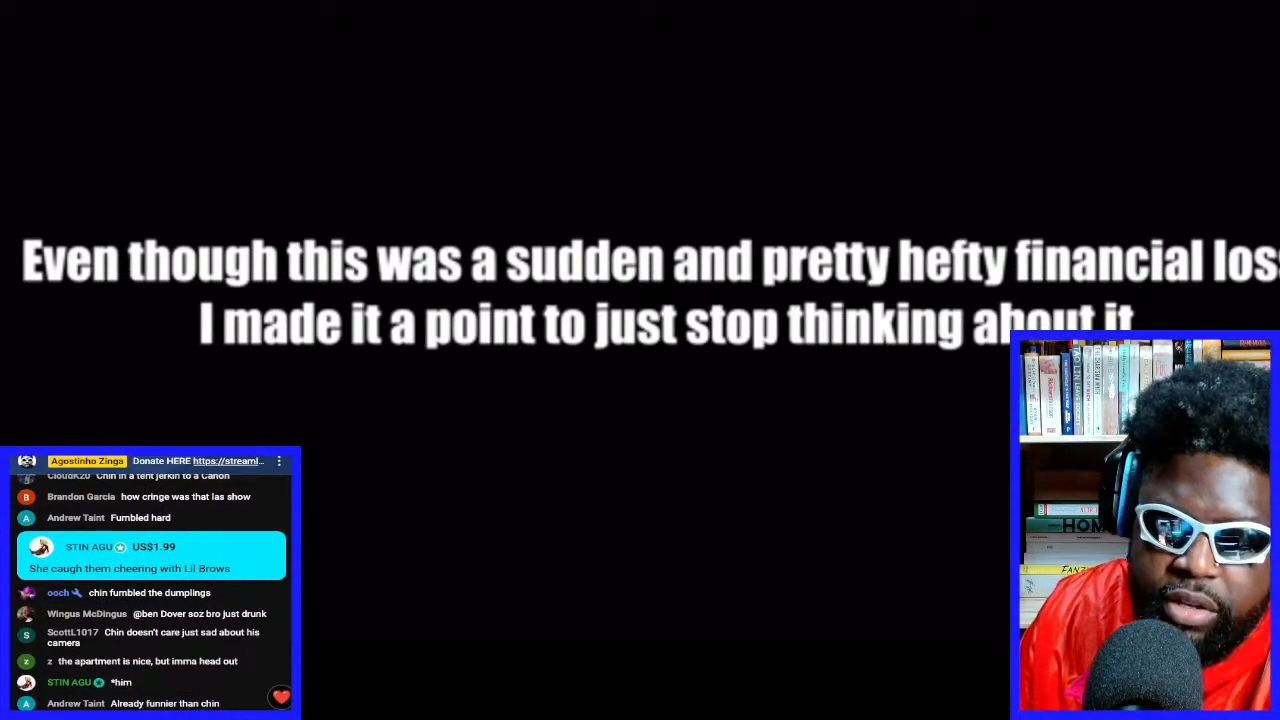 Even though this was a sudden and pretty hefty financial los
I made it a point to just stop thinking about it
Agostinho Zinga Donate HERE https://streaml...
CloudK20 Chin in a tent jerkin to a Canon
Brandon Garcia how cringe was that las show
Andrew Taint Fumbled hard
STIN AGU US$1.99
She caugh them cheering with Lil Brows
ooch chin fumbled the dumplings
Wingus McDingus @ben Dover soz bro just drunk
ScottL1017 Chin doesn't care just sad about his
camera
z the apartment is nice, but imma head out
STIN AGU *him
Andrew Taint Already funnier than chin
HOM
FANZ